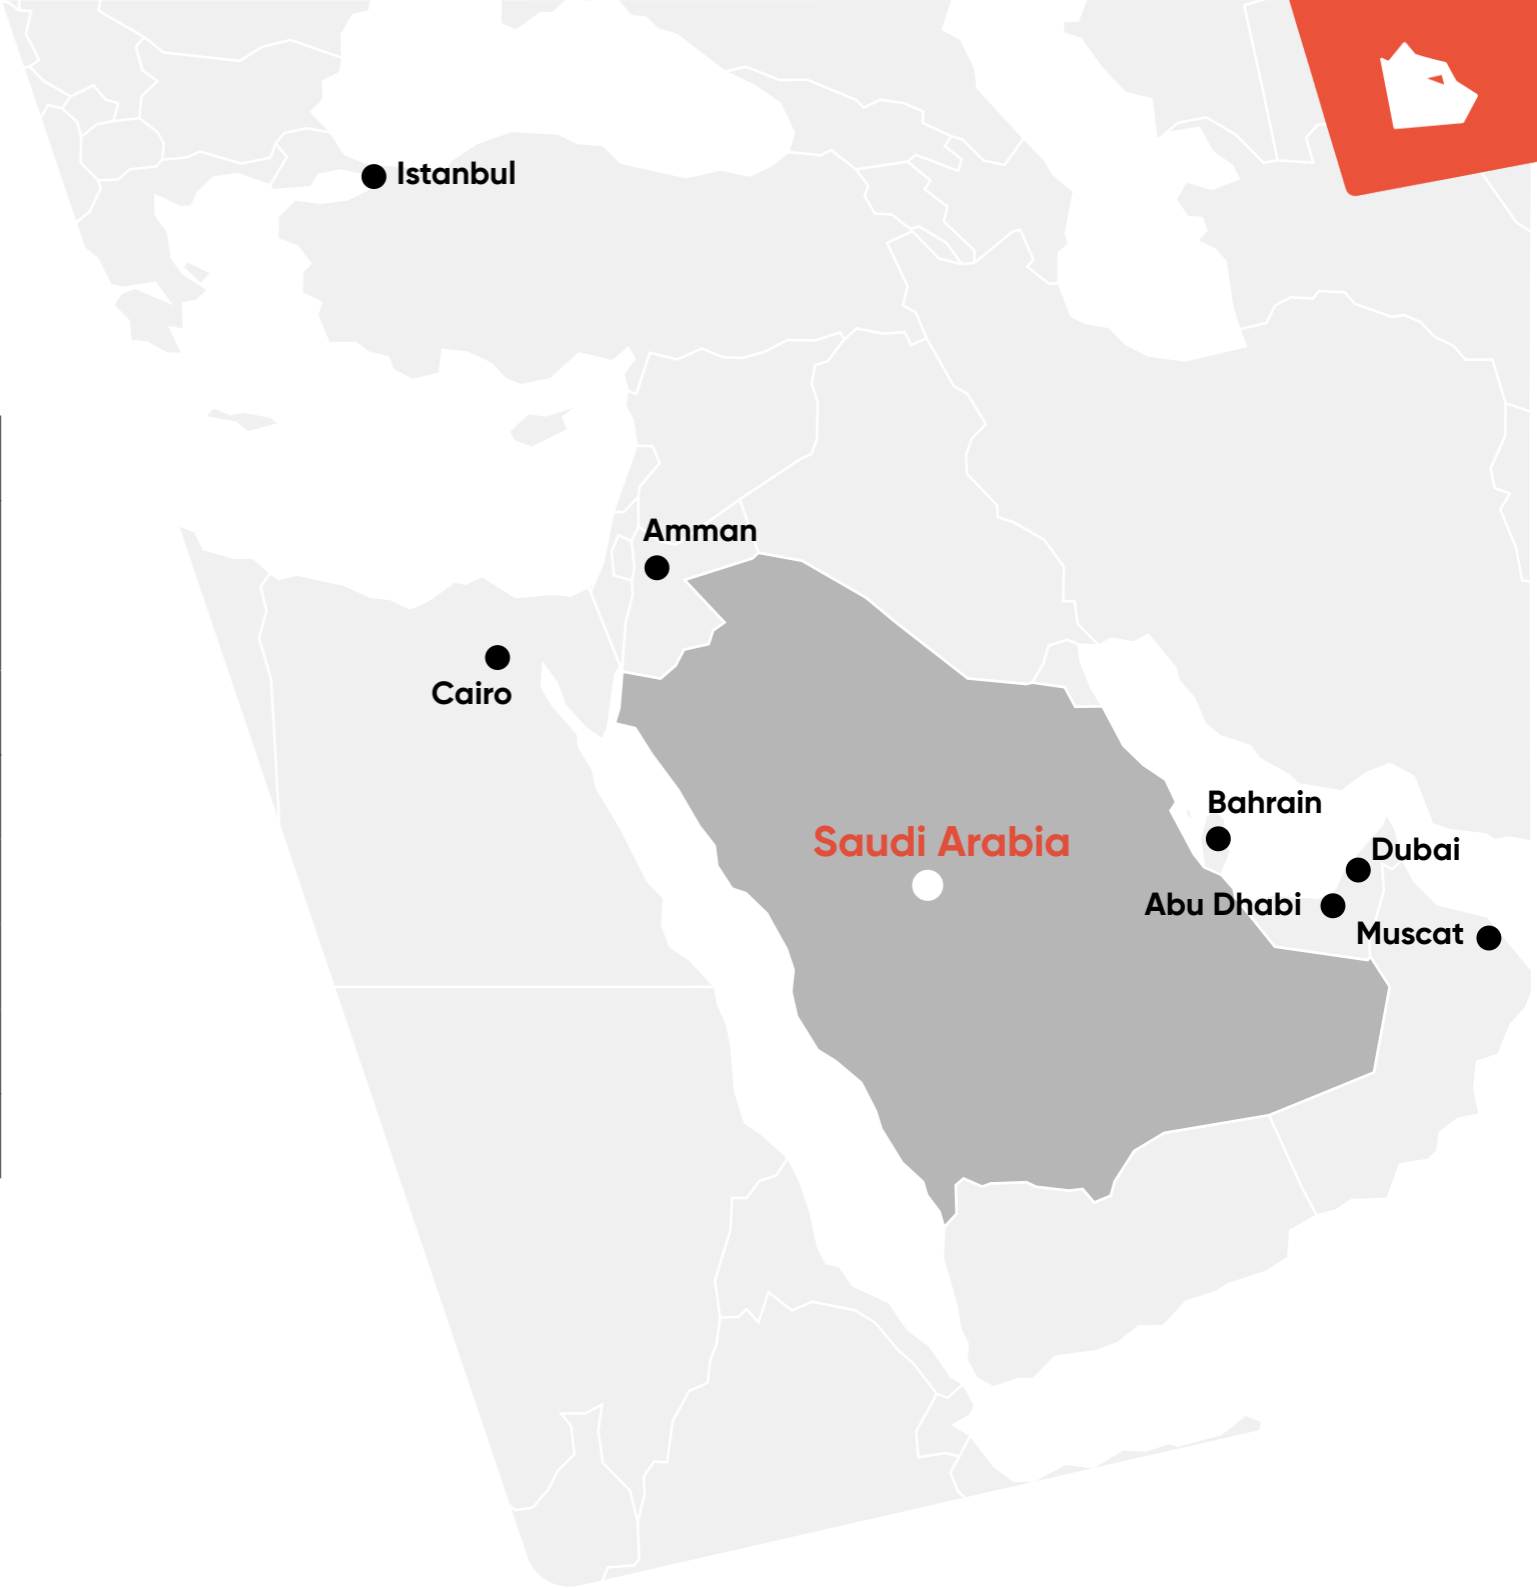 Istanbul
Amman
Cairo
Bahrain
Saudi Arabia
Dubai
Abu Dhabi
Muscat